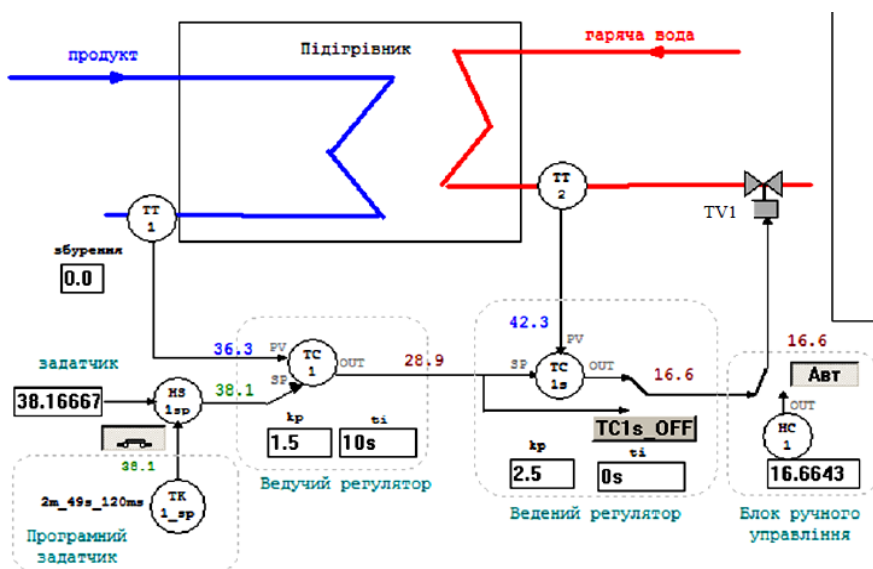 продукт
Підігрівник
гаряча вода
TT
1
TT
2
TV1
збурення
0.0
36.3
PV
TC
1
OUT
28.9
42.3
PV
SP
TC
1s
OUT
16.6
16.6
Авт
задатчик
38.16667
HS
1sp
38.1
SP
kp
1.5
ti
10s
TC1s_OFF
kp
2.5
ti
0s
OUT
HC
1
16.6643
38.1
2m_49s_120ms
TK
1_sp
Програмний
задатчик
Ведучий регулятор
Ведений регулятор
Блок ручного
управління